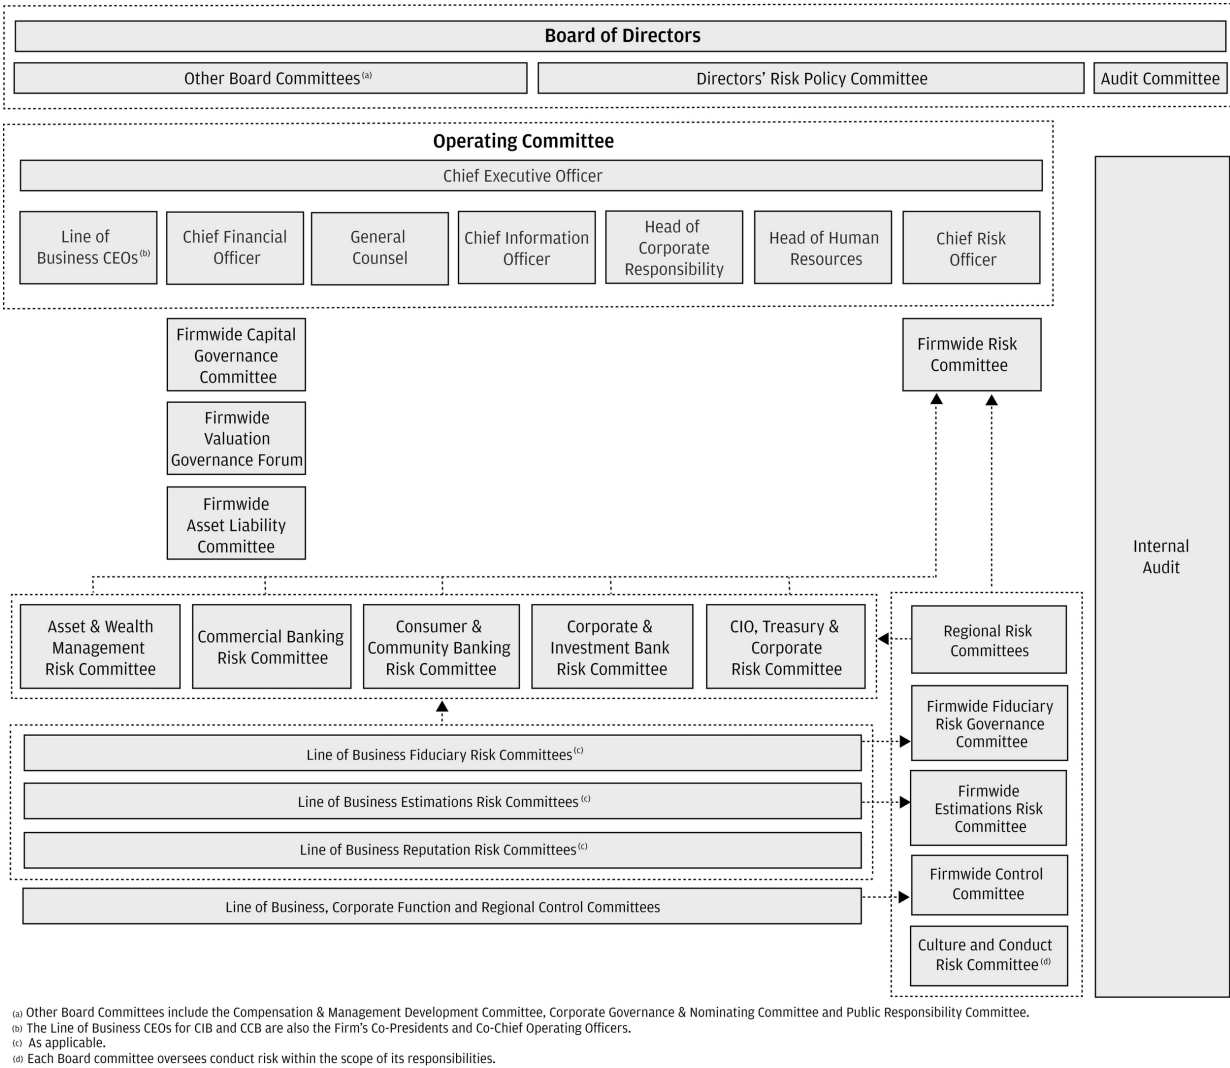 Board of Directors
Other Board Committees(a)
Directors’ Risk Policy Committee
Audit Committee
Operating Committee
Chief Executive Officer
Line of
Business CEOs(b)
Chief Financial
Officer
General
Counsel
Chief Information
Officer
Head of
Corporate
Responsibility
Head of Human
Resources
Chief Risk
Officer
Firmwide Capital
Governance
Committee
Firmwide Risk
Committee
Firmwide
Valuation
Governance Forum
Firmwide
Asset Liability
Committee
Internal
Audit
Asset & Wealth
Management
Risk Committee
Commercial Banking
Risk Committee
Consumer &
Community Banking
Risk Committee
Corporate &
Investment Bank
Risk Committee
CIO, Treasury &
Corporate
Risk Committee
Regional Risk
Committees
Firmwide Fiduciary
Risk Governance
Committee
Line of Business Fiduciary Risk Committees(c)
Line of Business Estimations Risk Committees(c)
Firmwide
Estimations Risk
Committee
Line of Business Reputation Risk Committees(c)
Firmwide Control
Committee
Line of Business, Corporate Function and Regional Control Committees
Culture and Conduct
Risk Committee(d)
(a) Other Board Committees include the Compensation & Management Development Committee, Corporate Governance & Nominating Committee and Public Responsibility Committee.
(b) The Line of Business CEOs for CIB and CCB are also the Firm’s Co-Presidents and Co-Chief Operating Officers.
(c) As applicable.
(d) Each Board committee oversees conduct risk within the scope of its responsibilities.